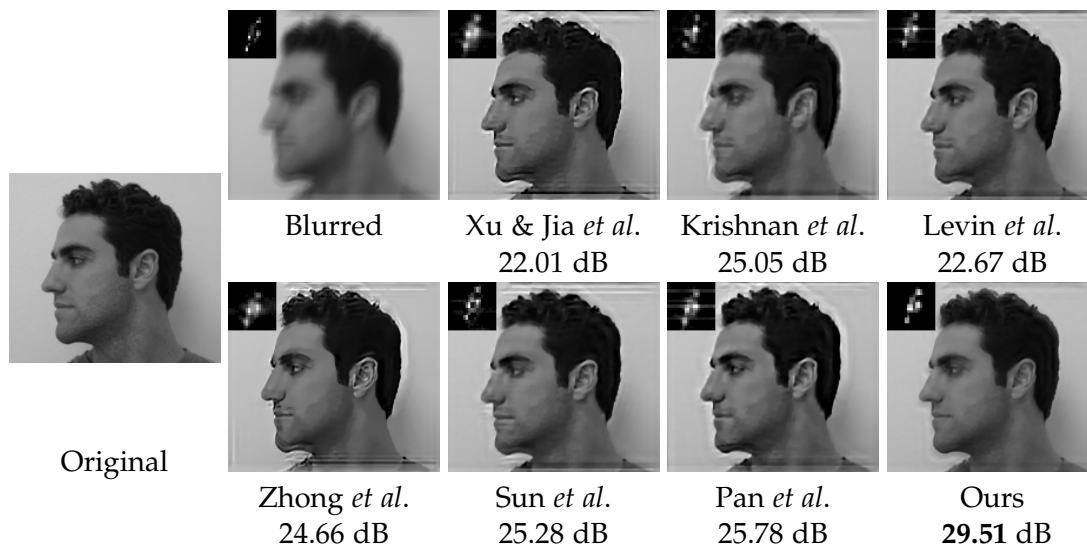 Blurred
Xu & Jia et al.
22.01 dB
Krishnan et al.
25.05 dB
Levin et al.
22.67 dB
Original
Zhong et al.
24.66 dB
Sun et al.
25.28 dB
Pan et al.
25.78 dB
Ours
29.51 dB